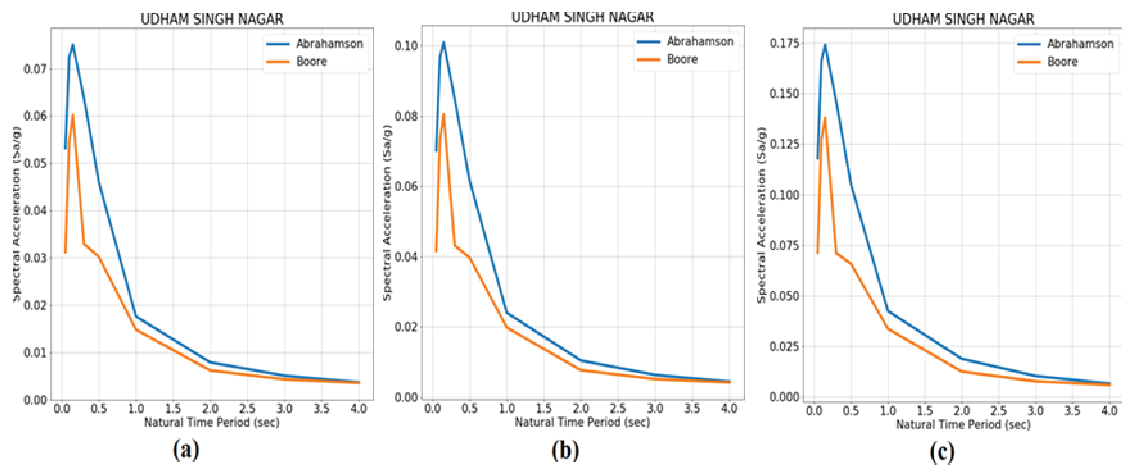 UDHAM SINGH NAGAR
Abrahamson
Boore
0.07
0.06
0.05
0.04
0.03
0.02
0.01
0.00
Spectral Acceleration (Sa/g)
0.0 0.5 1.0 1.5 2.0 2.5 3.0 3.5 4.0
Natural Time Period (sec)
(a)
UDHAM SINGH NAGAR
Abrahamson
Boore
0.10
0.08
0.06
0.04
0.02
0.00
Spectral Acceleration (Sa/g)
0.0 0.5 1.0 1.5 2.0 2.5 3.0 3.5 4.0
Natural Time Period (sec)
(b)
UDHAM SINGH NAGAR
Abrahamson
Boore
0.175
0.150
0.125
0.100
0.075
0.050
0.025
0.000
Spectral Acceleration (Sa/g)
0.0 0.5 1.0 1.5 2.0 2.5 3.0 3.5 4.0
Natural Time Period (sec)
(c)